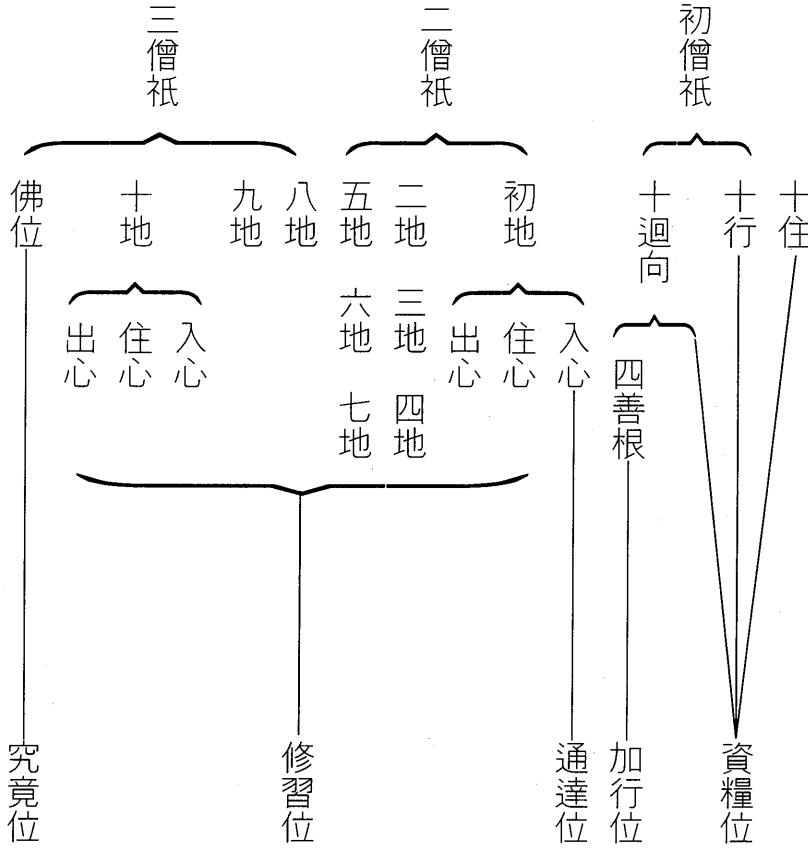 初僧祇
二僧祇
三僧祇
十住
十行
十迴向
初地
二地 三地 四地
五地 六地 七地
八地
九地
十地
佛位
四善根
入心
住心
出心
入心
住心
出心
資糧位
加行位
通達位
修習位
究竟位